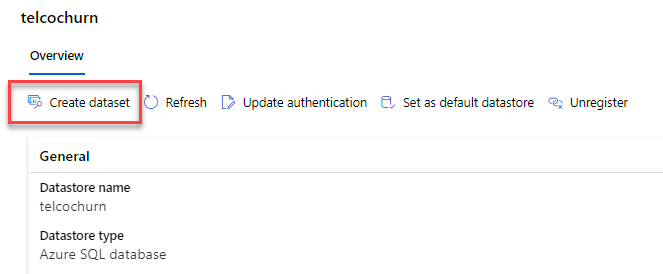 telcochurn
Overview
Create dataset Refresh Update authentication Set as default datastore Unregister
General
Datastore name
telcochurn
Datastore type
Azure SQL database